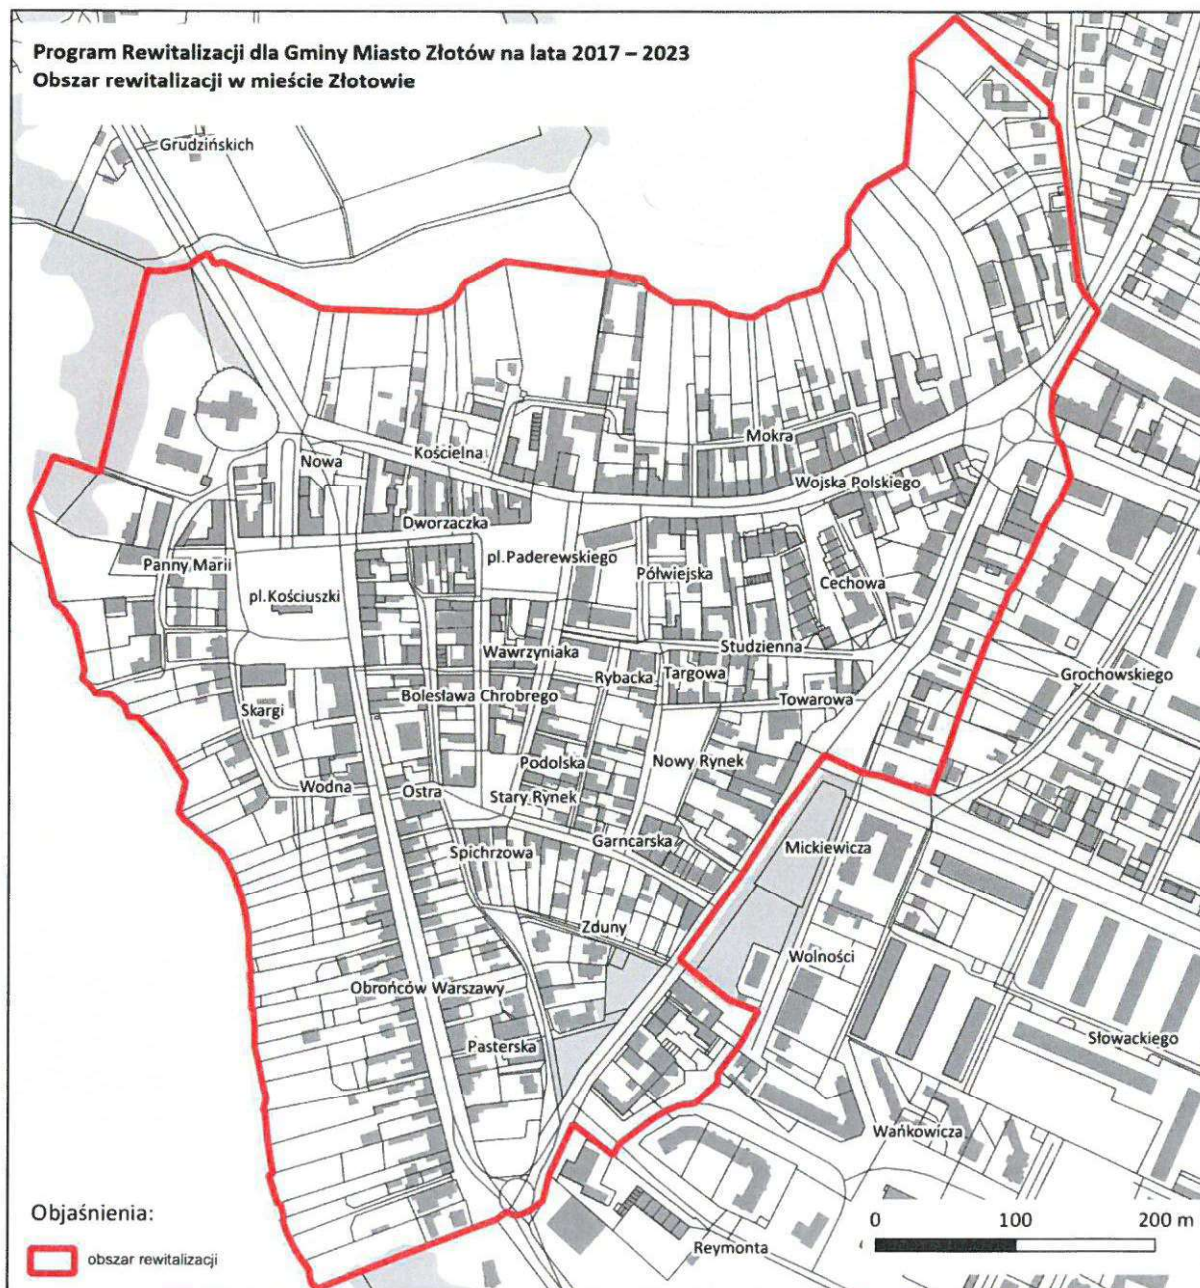 Program Rewitalizacji dla Gminy Miasto Złotów na lata 2017 – 2023
Obszar rewitalizacji w mieście Złotowie
Grudzińskich
Mokra
Kościelna
Nowa
Wojska Polskiego
Dworzaczka
pl.Paderewskiego
Panny Marii
Półwiejska
Cechowa
pl.Kościuszki
Studzienna
Wawrzyniaka
Rybacka
Targowa
Grochowskiego
Bolesława Chrobrego
Towarowa
Skargi
Podolska
Nowy Rynek
Wodna
Ostra
Stary Rynek
Garncarska
Mickiewicza
Spichrzowa
Zduny
Wolności
Obrońców Warszawy
Pasterska
Słowackiego
Wańkowicza
Objaśnienia:
obszar rewitalizacji
Reymonta
0 100 200 m